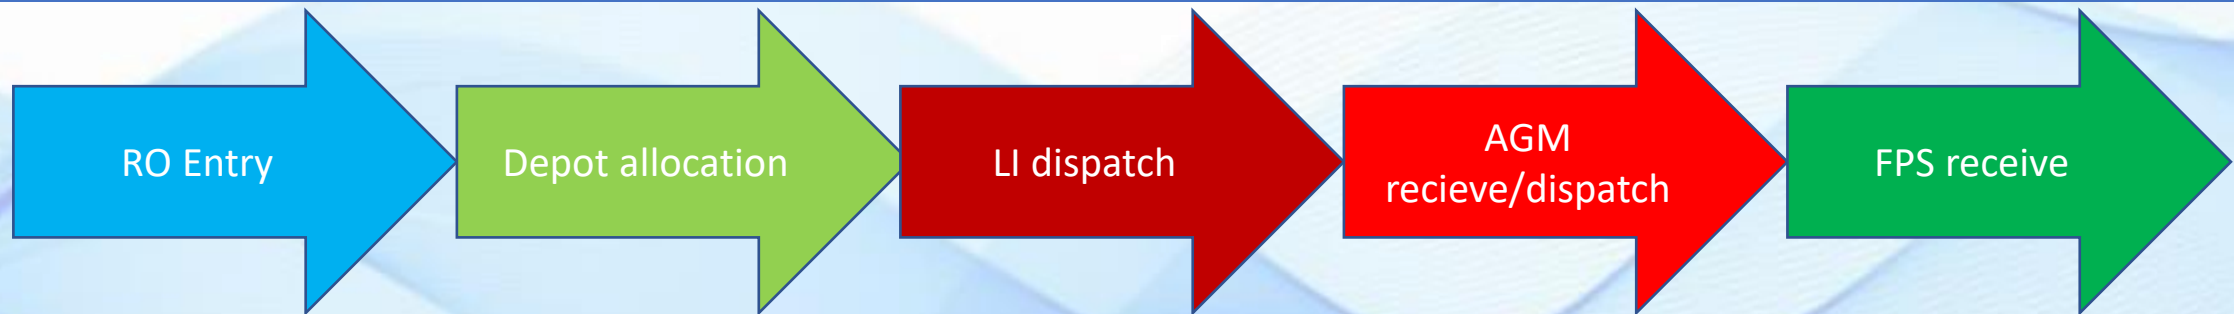 RO Entry
Depot allocation
LI dispatch
AGM
recieve/dispatch
FPS receive